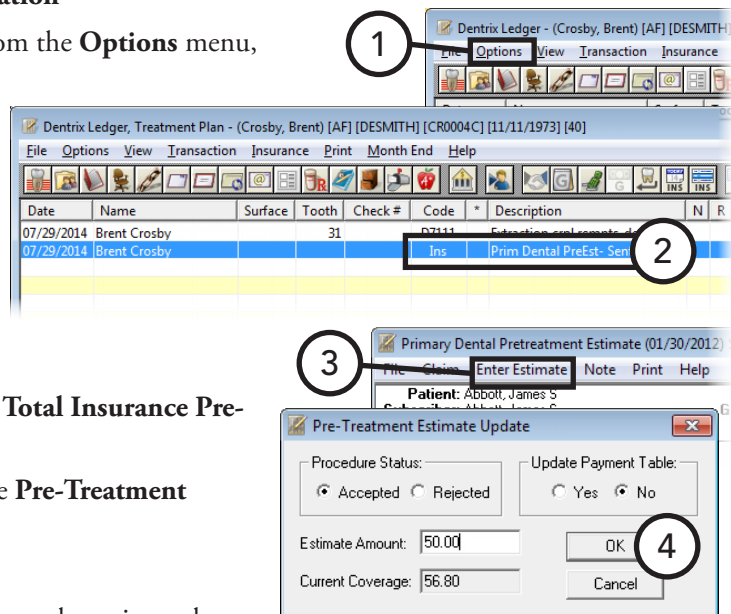 om the Options menu,
1
Dentrix Ledger - (Crosby, Brent) [AF] [DESMITH]
File Options View Transaction Insurance
Dentrix Ledger, Treatment Plan - (Crosby, Brent) [AF] [DESMITH] [CR0004C] [11/11/1973] [40]
File Options View Transaction Insurance Print Month End Help
Date Name Surface Tooth Check # Code * Description N R
07/29/2014 Brent Crosby 31 D7111
07/29/2014 Brent Crosby Ins Prim Dental PreEst- Sent
2
3
Primary Dental Pretreatment Estimate (01/30/2012)
File Claim Enter Estimate Note Print Help
Patient: Abbott, James S
Total Insurance Pre-
e Pre-Treatment
Pre-Treatment Estimate Update
Procedure Status: Update Payment Table:
Accepted Rejected Yes No
Estimate Amount: 50.00 OK
4
Current Coverage: 56.80 Cancel